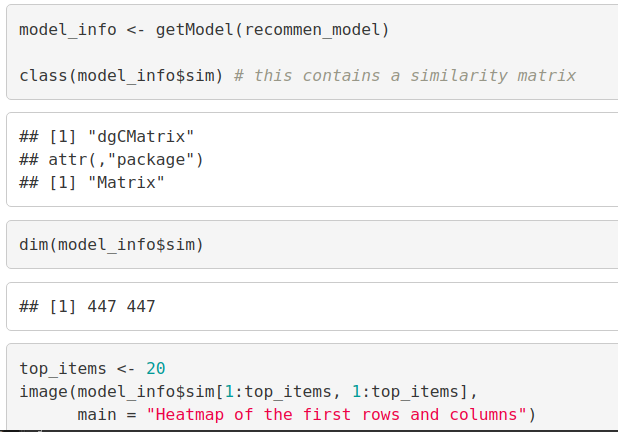 model_info <- getModel(recommen_model)
class(model_info$sim) # this contains a similarity matrix
## [1] "dgCMatrix"
## attr(,"package")
## [1] "Matrix"
dim(model_info$sim)
## [1] 447 447
top_items <- 20
image(model_info$sim[1:top_items, 1:top_items],
      main = "Heatmap of the first rows and columns")